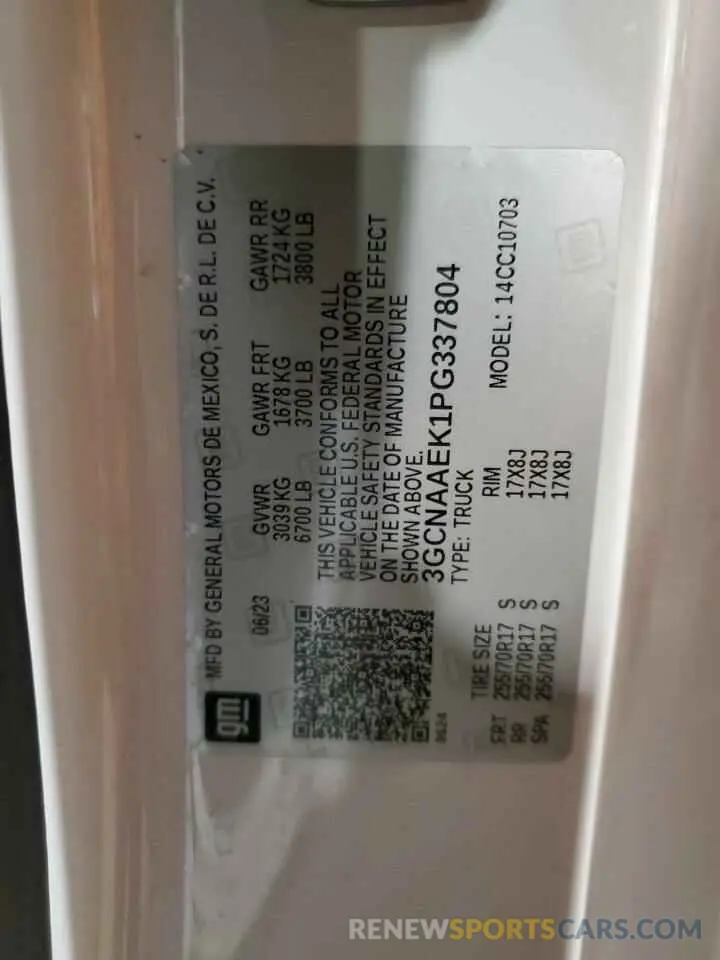 gm
MFD BY GENERAL MOTORS DE MEXICO, S. DE R.L. DE C.V.
06/23 GVWR GAWR FRT GAWR RR
3039 KG 1678 KG 1724 KG
6700 LB 3700 LB 3800 LB
THIS VEHICLE CONFORMS TO ALL
APPLICABLE U.S. FEDERAL MOTOR
VEHICLE SAFETY STANDARDS IN EFFECT
ON THE DATE OF MANUFACTURE
SHOWN ABOVE.
3GCNAAEK1PG337804
TYPE: TRUCK
0624
TIRE SIZE RIM MODEL: 14CC10703
FRT 255/70R17 S 17X8J
RR 255/70R17 S 17X8J
SPA 255/70R17 S 17X8J
RENEWSPORTSCARS.COM